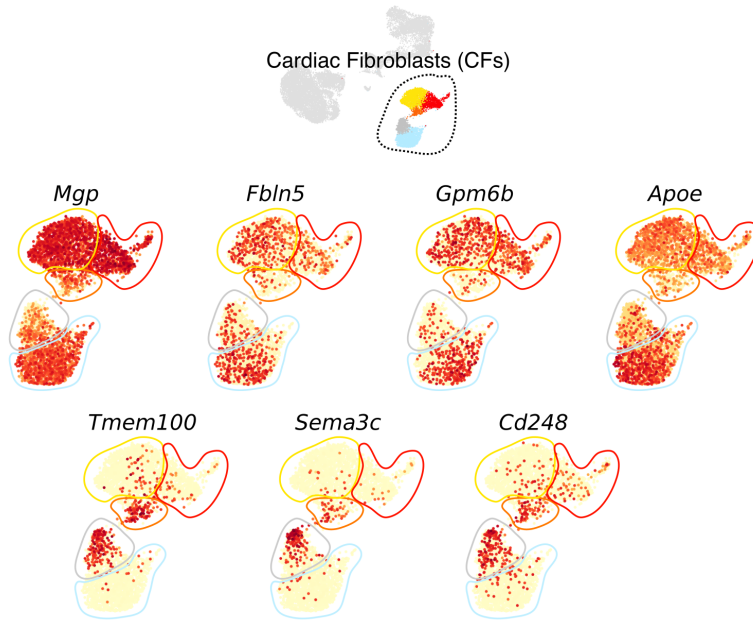 Cardiac Fibroblasts (CFs)
Mgp
Fbln5
Gpm6b
Apoe
Tmem100
Sema3c
Cd248